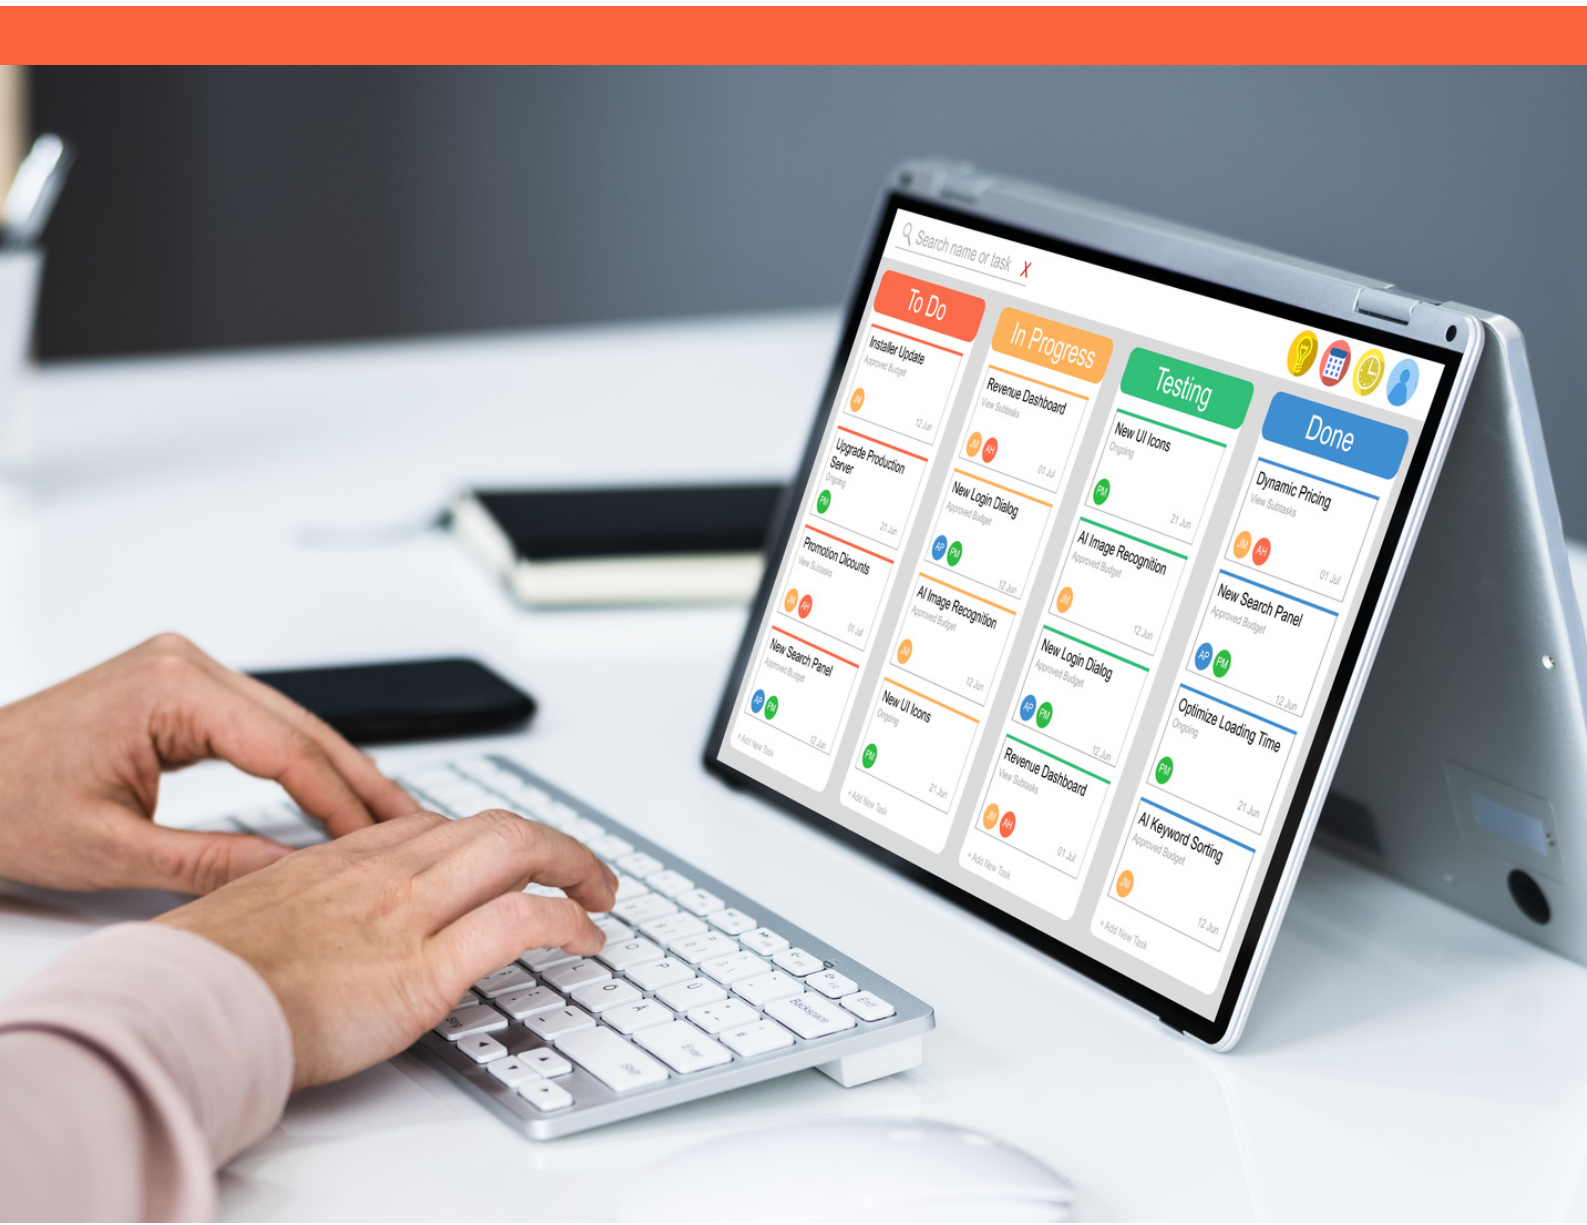 Search name or task X
To Do
Installer Update
Approved Budget
JM
12 Jun
Upgrade Production
Server
Ongoing
PM
21 Jun
Promotion Dicounts
View Subtasks
JM AH
01 Jul
New Search Panel
Approved Budget
AP PM
12 Jun
+ Add New Task
In Progress
Revenue Dashboard
View Subtasks
JM AH
01 Jul
New Login Dialog
Approved Budget
AP PM
12 Jun
AI Image Recognition
Approved Budget
JM
12 Jun
New UI Icons
Ongoing
PM
21 Jun
+ Add New Task
Testing
New UI Icons
Ongoing
PM
21 Jun
AI Image Recognition
Approved Budget
JM
12 Jun
New Login Dialog
Approved Budget
AP PM
12 Jun
Revenue Dashboard
View Subtasks
JM AH
01 Jul
+ Add New Task
Done
Dynamic Pricing
View Subtasks
JM AH
01 Jul
New Search Panel
Approved Budget
AP PM
12 Jun
Optimize Loading Time
Ongoing
PM
21 Jun
AI Keyword Sorting
Approved Budget
JM
12 Jun
+ Add New Task
O P Ü
L Ö Ä
Backspace
Enter
Shift
Entf